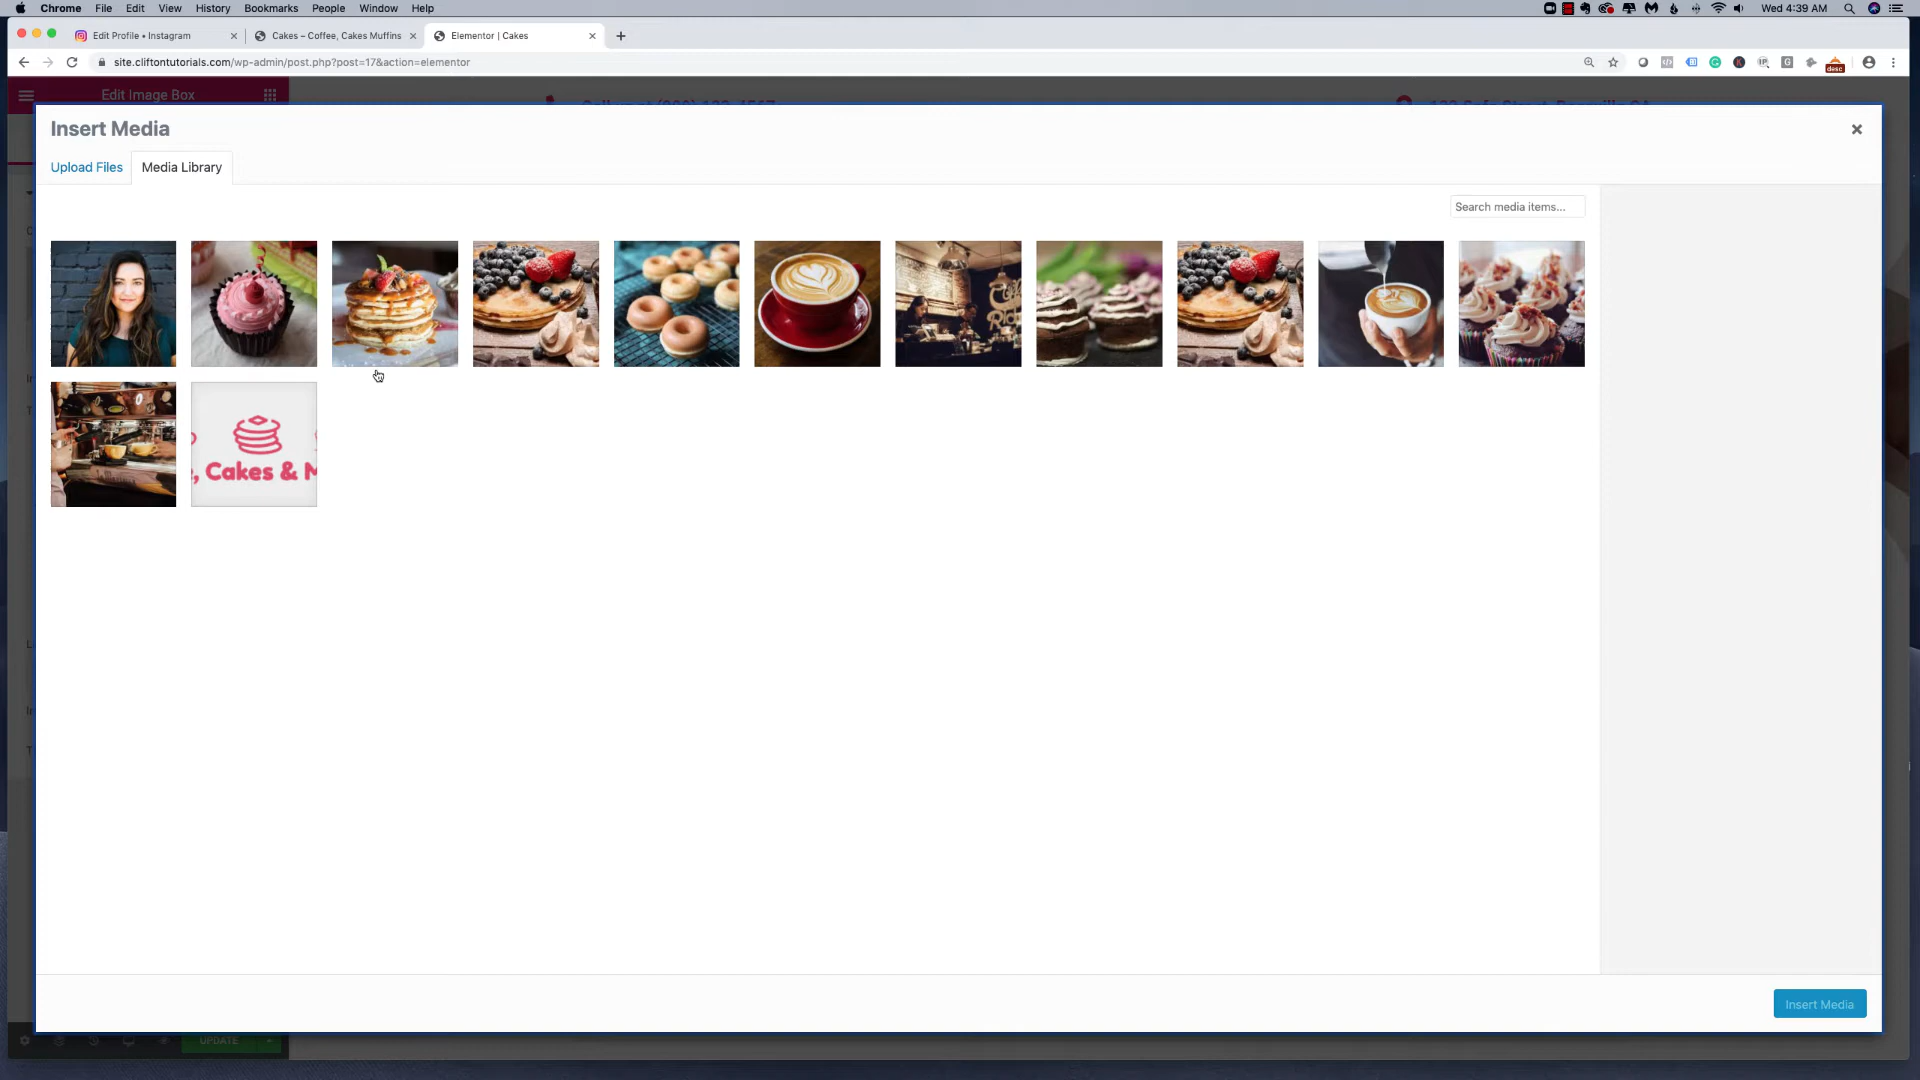 Chrome File Edit View History Bookmarks People Window Help
Wed 4:39 AM
Edit Profile • Instagram
Cakes – Coffee, Cakes Muffins
Elementor | Cakes
site.cliftontutorials.com/wp-admin/post.php?post=17&action=elementor
desc
Edit Image Box
Insert Media
Upload Files
Media Library
Search media items...
, Cakes & M
Insert Media
UPDATE